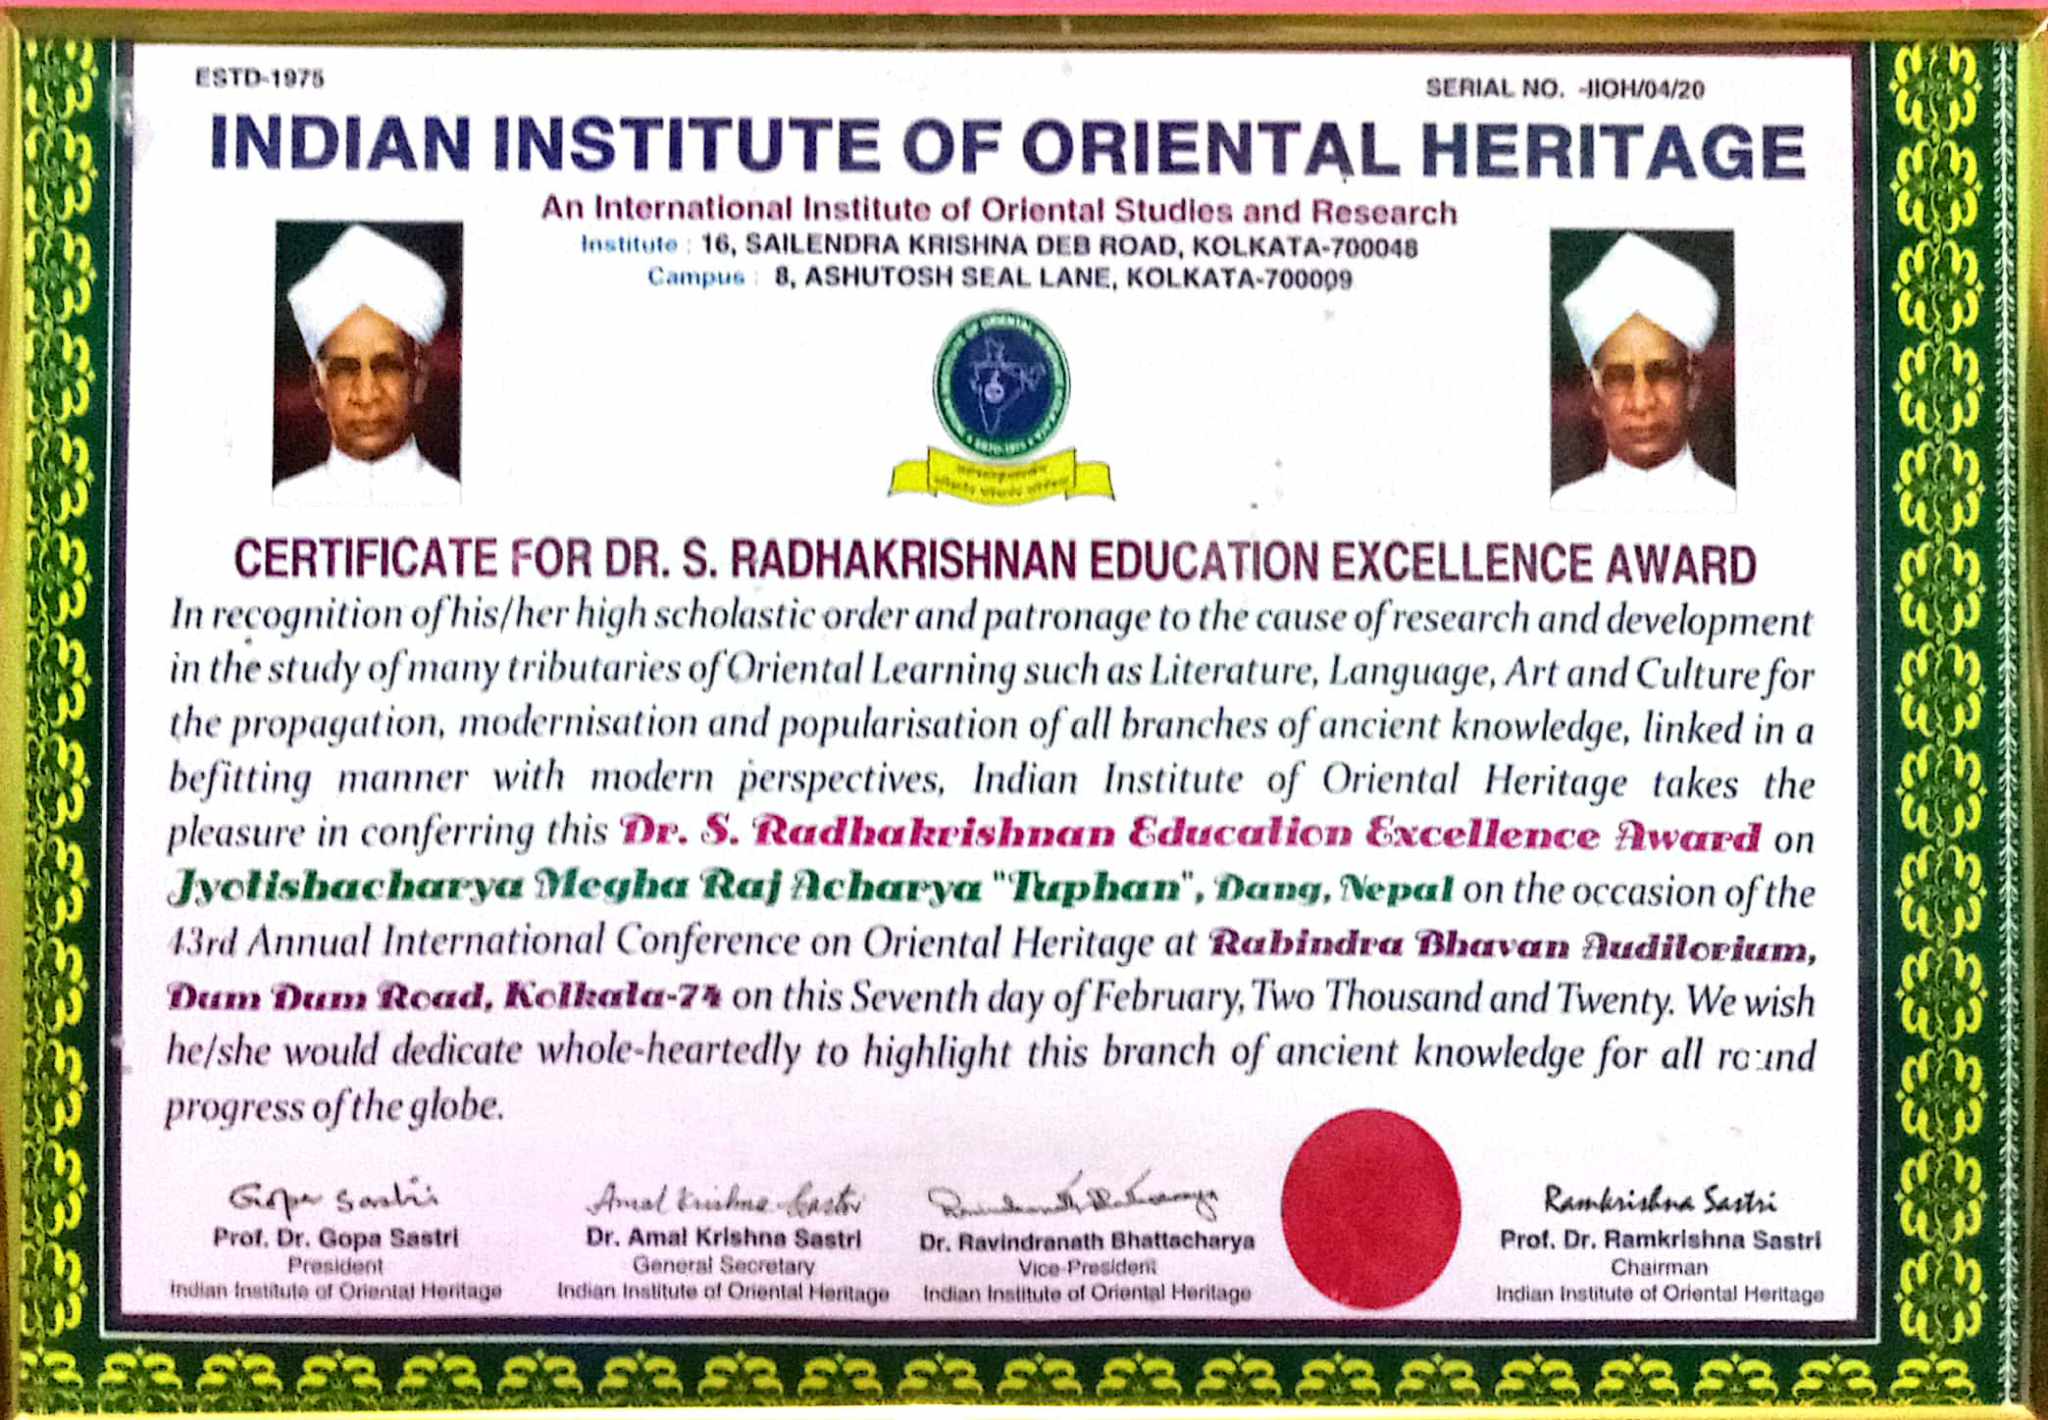 ESTD-1975
SERIAL NO. -IIOH/04/20
INDIAN INSTITUTE OF ORIENTAL HERITAGE
An International Institute of Oriental Studies and Research
Institute : 16, SAILENDRA KRISHNA DEB ROAD, KOLKATA-700048
Campus : 8, ASHUTOSH SEAL LANE, KOLKATA-700009
CERTIFICATE FOR DR. S. RADHAKRISHNAN EDUCATION EXCELLENCE AWARD
In recognition of his/her high scholastic order and patronage to the cause of research and development
in the study of many tributaries of Oriental Learning such as Literature, Language, Art and Culture for
the propagation, modernisation and popularisation of all branches of ancient knowledge, linked in a
befitting manner with modern perspectives, Indian Institute of Oriental Heritage takes the
pleasure in conferring this Dr. S. Radhakrishnan Education Excellence Award on
Jyotishacharya Megha Raj Acharya "Tuphan", Dang, Nepal on the occasion of the
43rd Annual International Conference on Oriental Heritage at Rabindra Bhavan Auditorium,
Dum Dum Road, Kolkata-74 on this Seventh day of February, Two Thousand and Twenty. We wish
he/she would dedicate whole-heartedly to highlight this branch of ancient knowledge for all round
progress of the globe.
Gopa Sastri
Amal Krishna Sastri
Ravindranath Bhattacharya
Ramkrishna Sastri
Prof. Dr. Gopa Sastri
President
Indian Institute of Oriental Heritage
Dr. Amal Krishna Sastri
General Secretary
Indian Institute of Oriental Heritage
Dr. Ravindranath Bhattacharya
Vice-President
Indian Institute of Oriental Heritage
Prof. Dr. Ramkrishna Sastri
Chairman
Indian Institute of Oriental Heritage